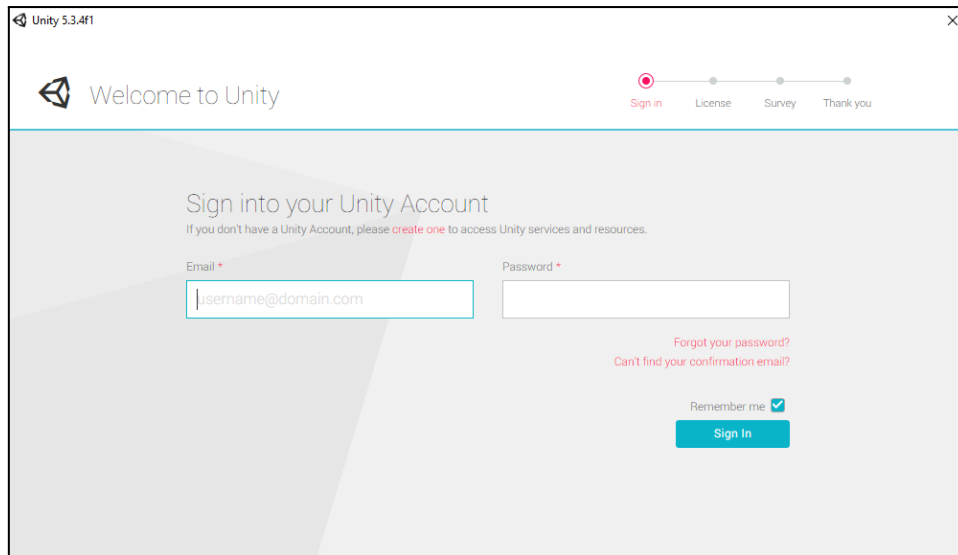 Unity 5.3.4f1
Welcome to Unity
Sign in License Survey Thank you
Sign into your Unity Account
If you don't have a Unity Account, please create one to access Unity services and resources.
Email * Password *
username@domain.com
Forgot your password?
Can't find your confirmation email?
Remember me
Sign In